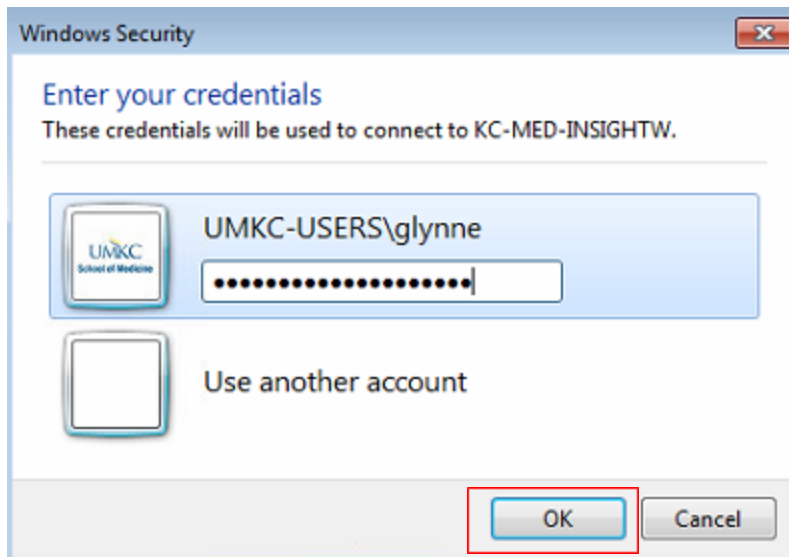 Windows Security
Enter your credentials
These credentials will be used to connect to KC-MED-INSIGHTW.
UMKC-USERS\glynne
UMKC
School of Medicine
●●●●●●●●●●●●●●●●●●●●
Use another account
OK
Cancel